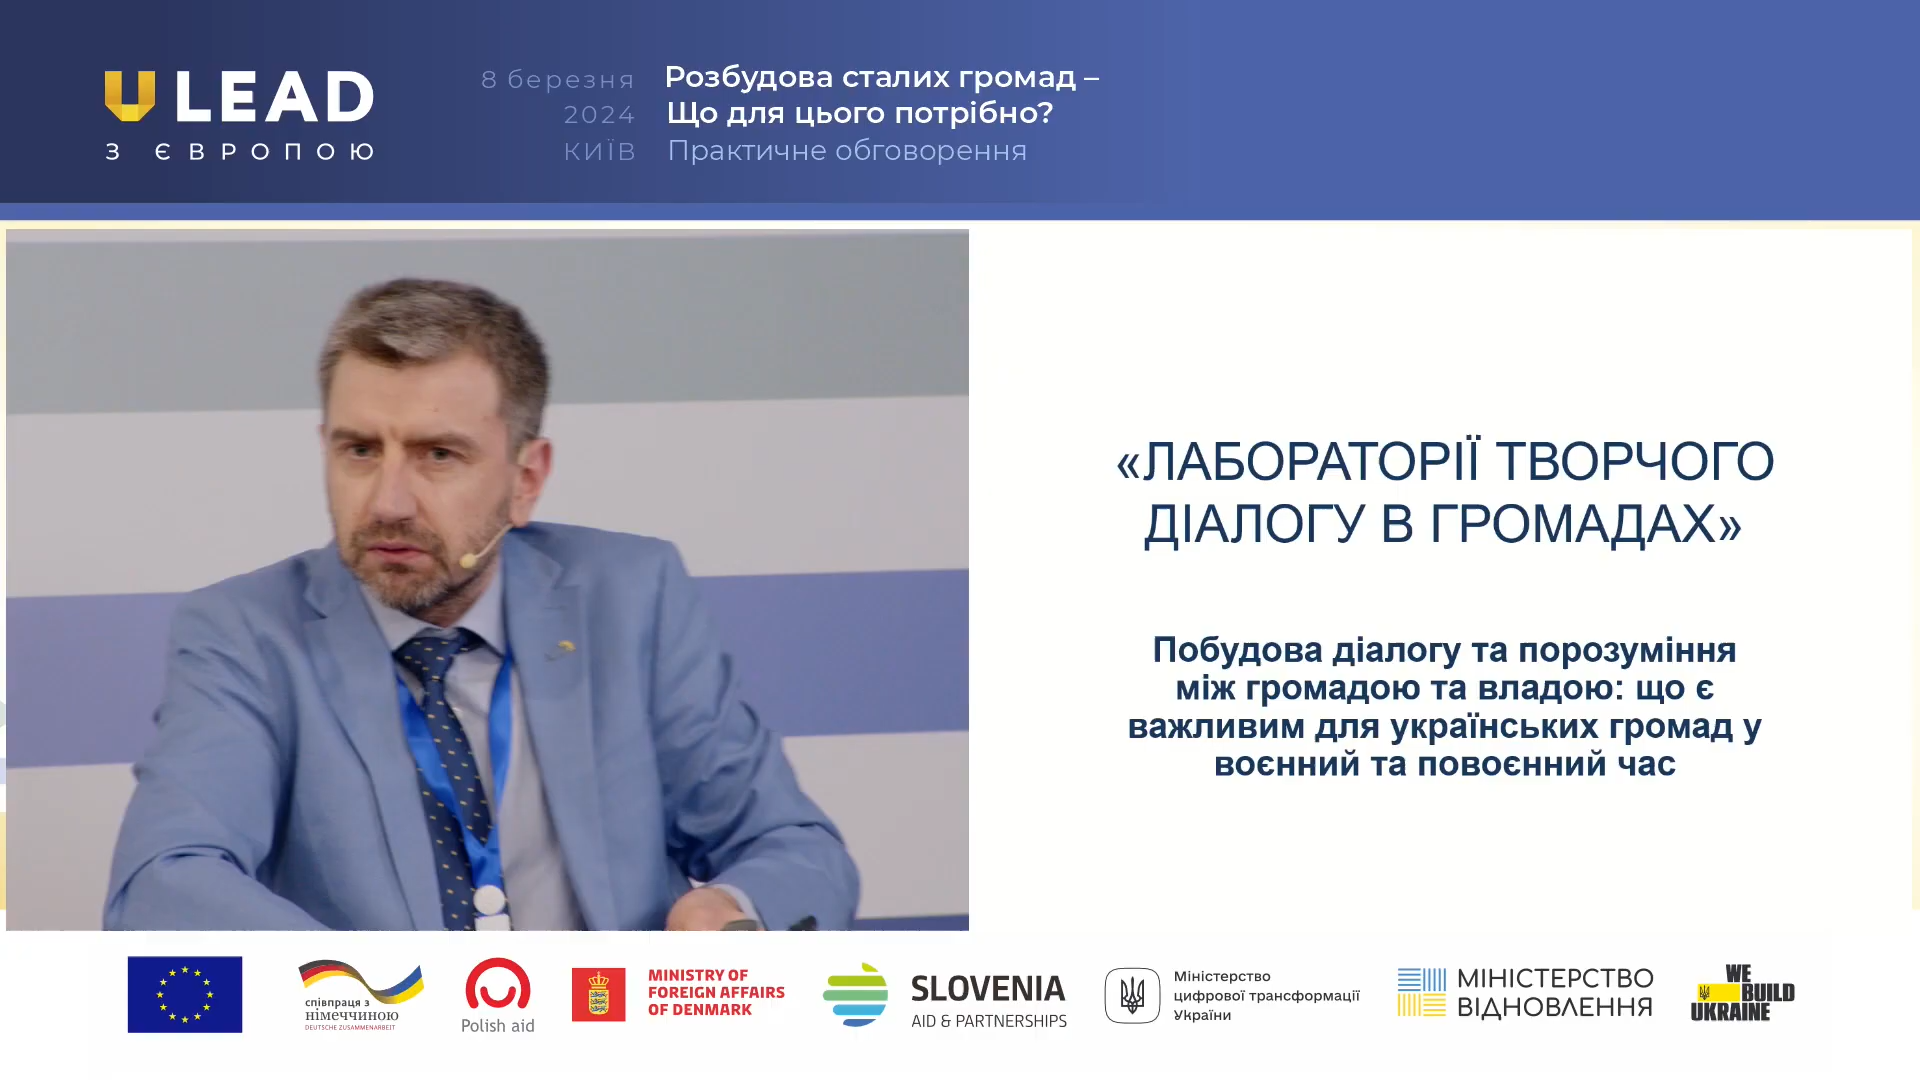 U LEAD
З ЄВРОПОЮ
8 березня
2024
КИЇВ
Розбудова сталих громад –
Що для цього потрібно?
Практичне обговорення
«ЛАБОРАТОРІЇ ТВОРЧОГО
ДІАЛОГУ В ГРОМАДАХ»
Побудова діалогу та порозуміння
між громадою та владою: що є
важливим для українських громад у
воєнний та повоєнний час
співпраця з
німеччиною
DEUTSCHE ZUSAMMENARBEIT
Polish aid
MINISTRY OF
FOREIGN AFFAIRS
OF DENMARK
SLOVENIA
AID & PARTNERSHIPS
Міністерство
цифрової трансформації
України
МІНІСТЕРСТВО
ВІДНОВЛЕННЯ
WE
BUILD
UKRAINE